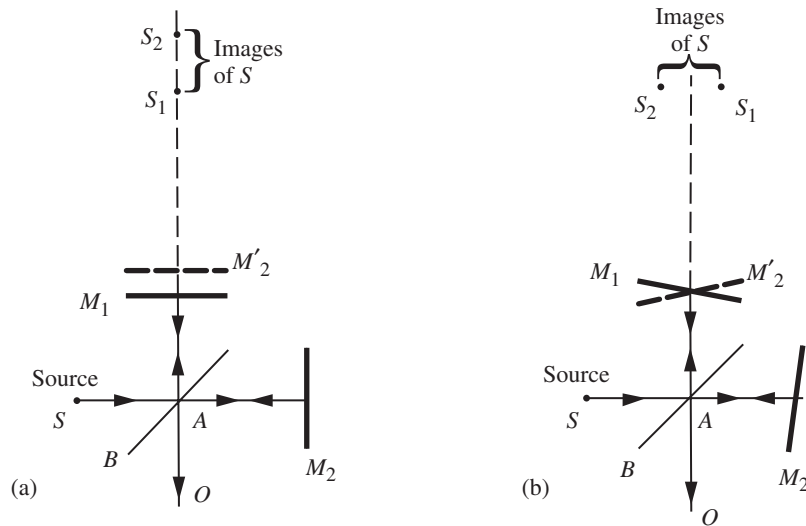 S2
Images
of S
S1
M′2
M1
Source
S
A
B
M2
(a)
O
Images
of S
S2
S1
M1
M′2
Source
S
A
B
M2
(b)
O